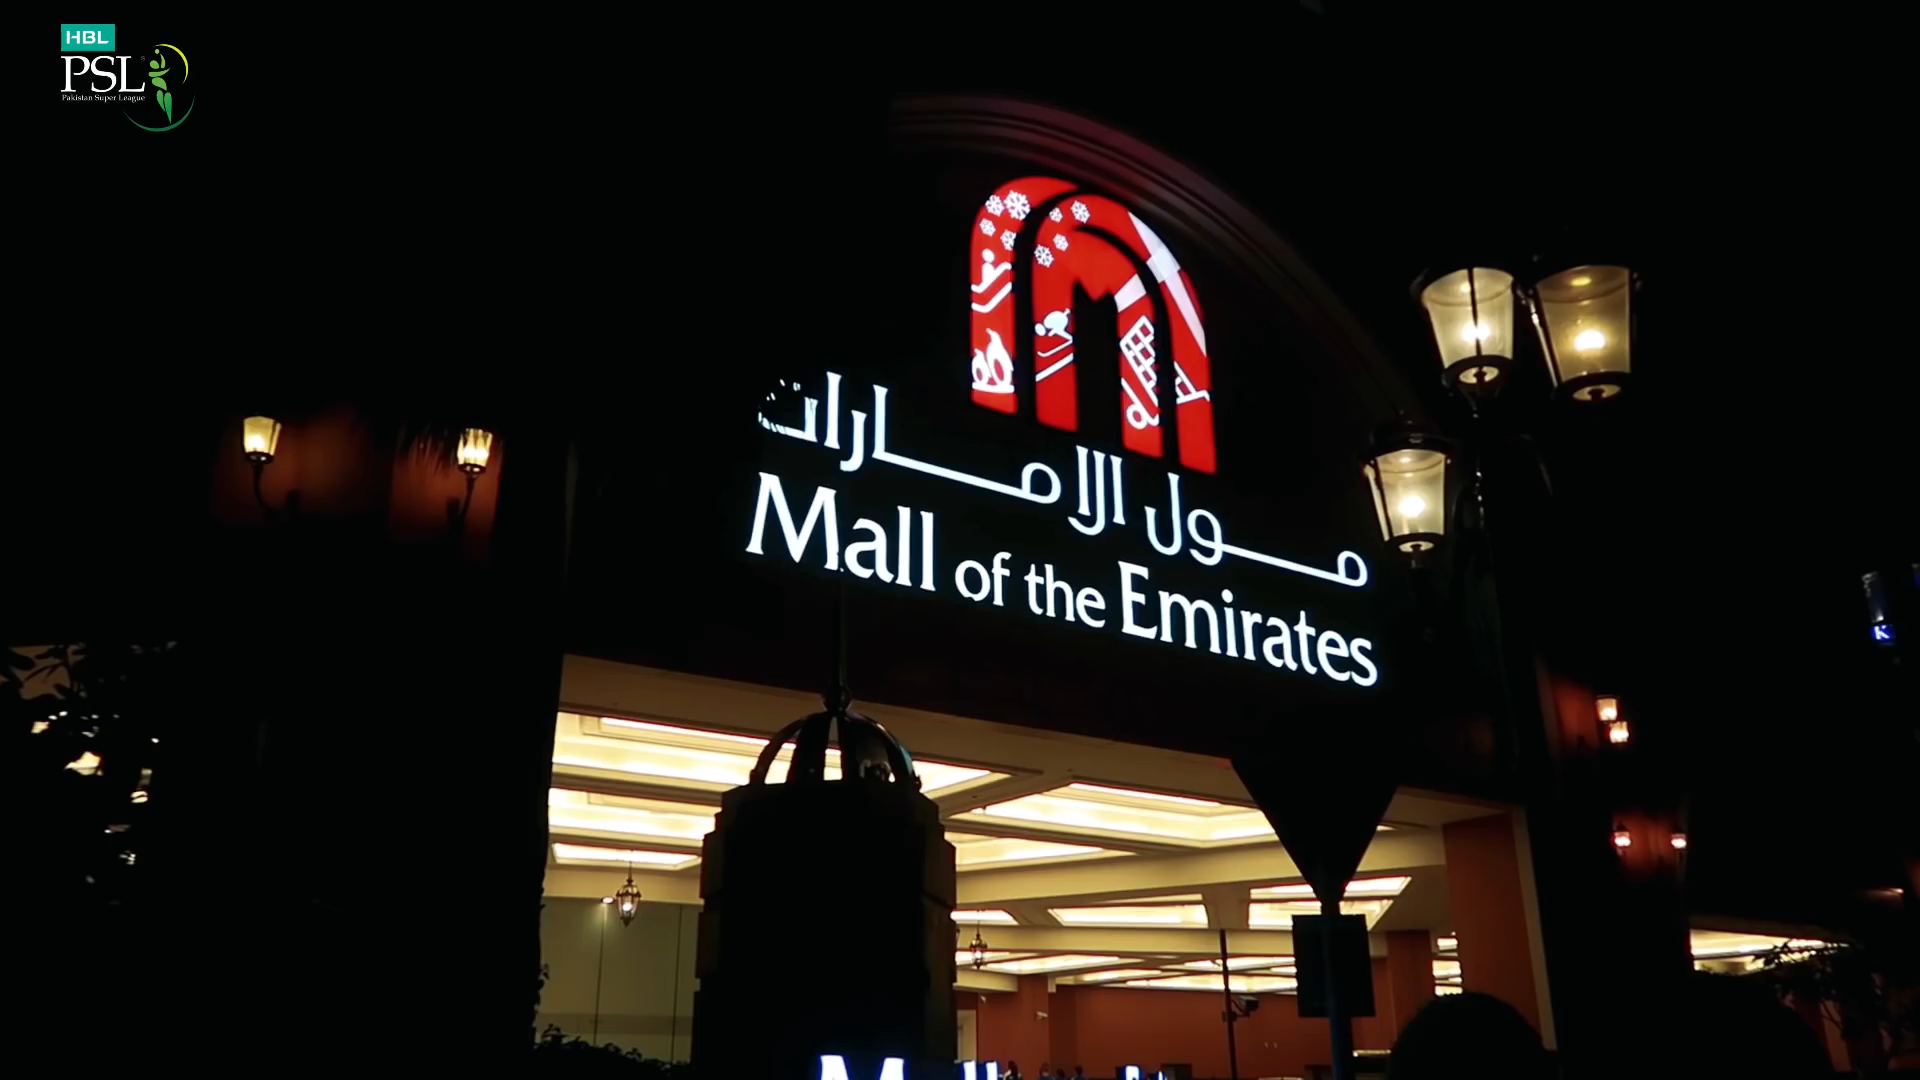 HBL
PSL
Pakistan Super League
مول الإمارات
Mall of the Emirates
K